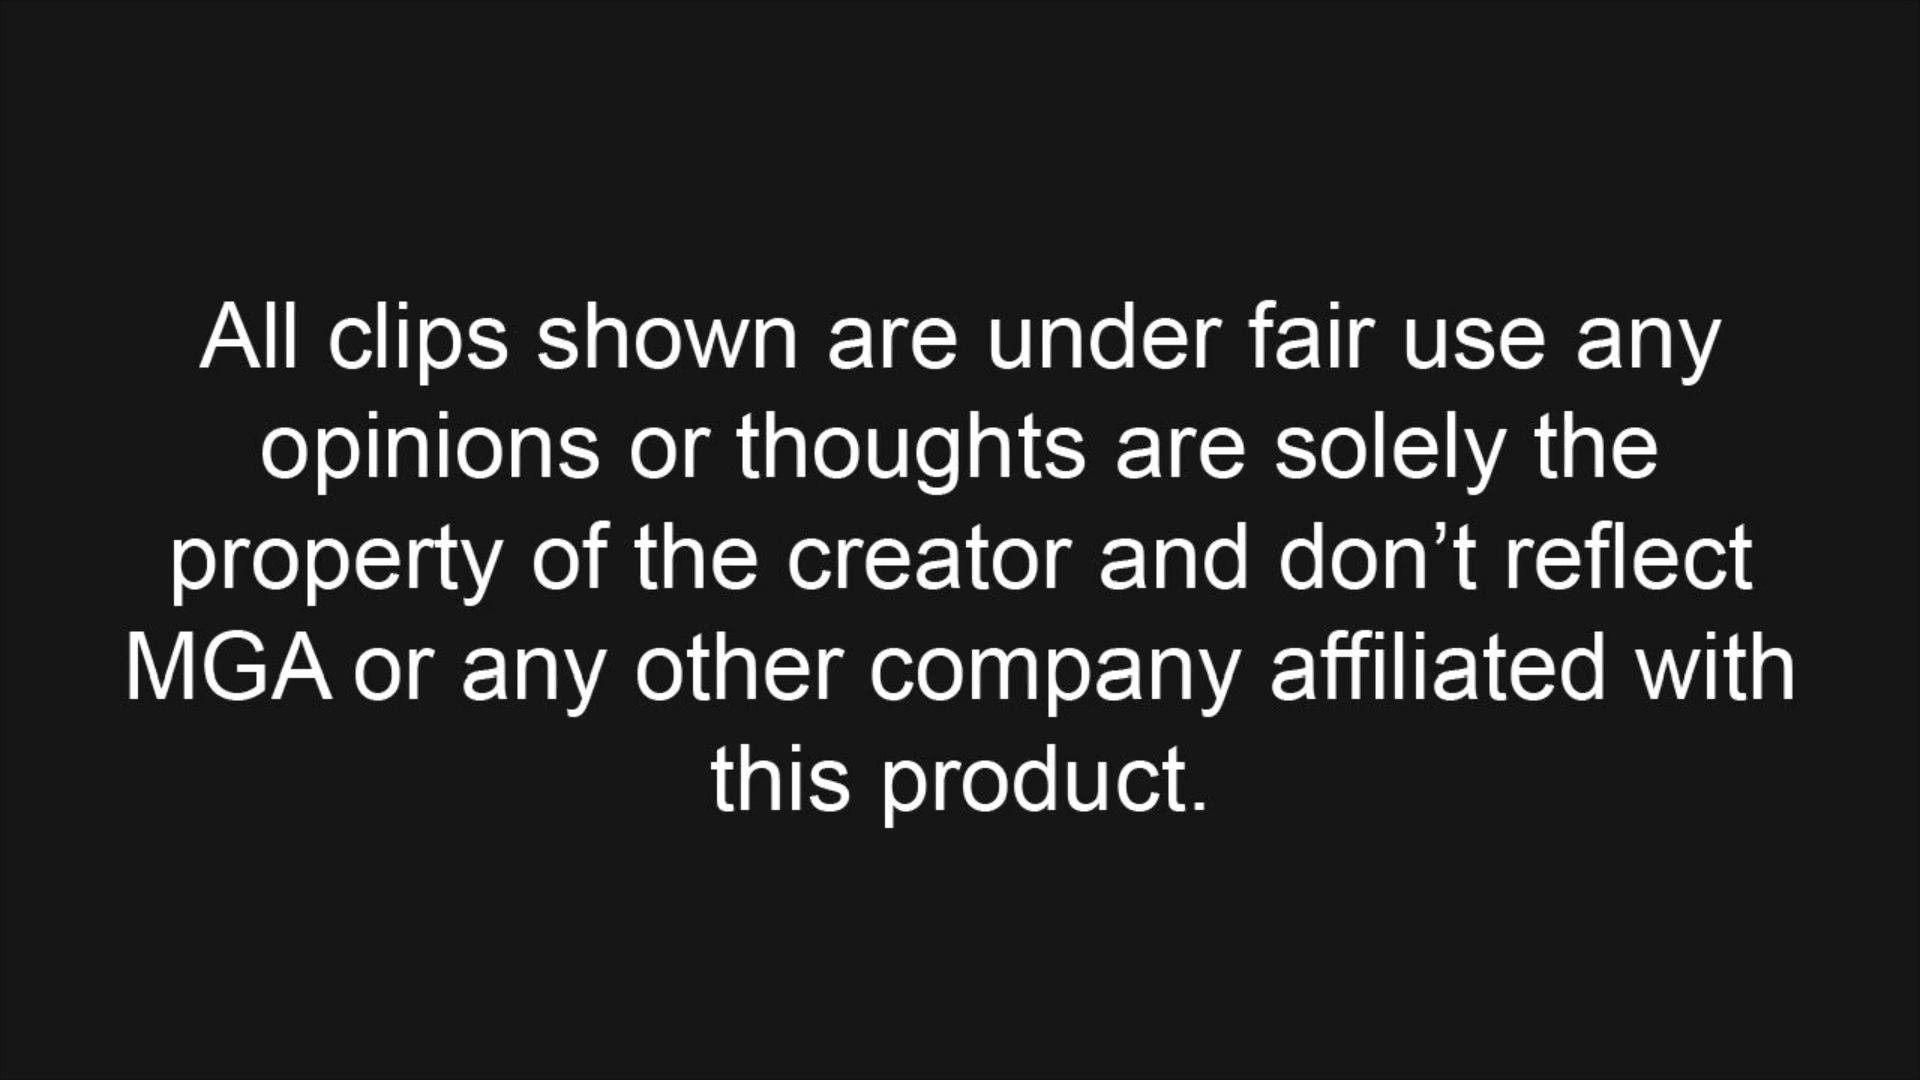 All clips shown are under fair use any
opinions or thoughts are solely the
property of the creator and don’t reflect
MGA or any other company affiliated with
this product.